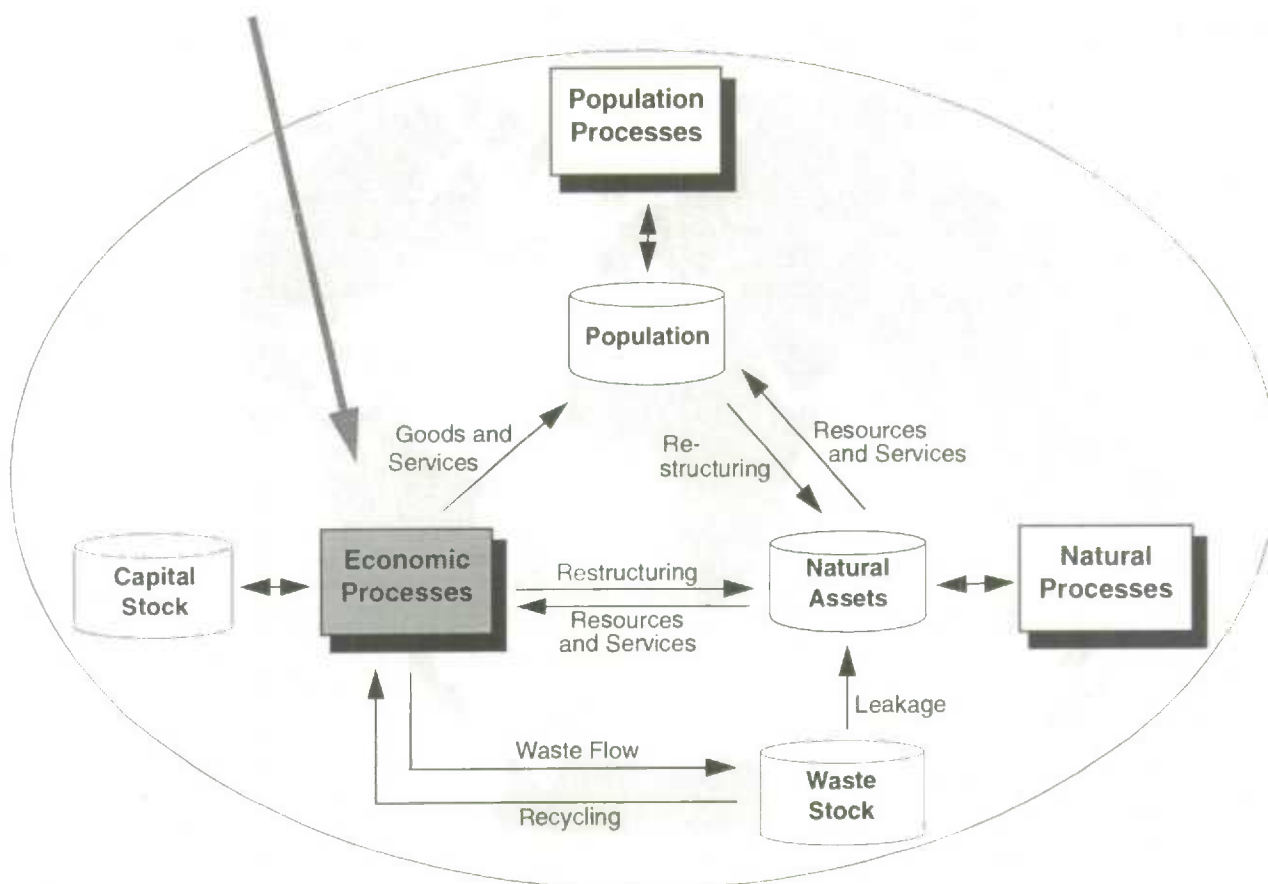 Population
Processes
Population
Goods and
Services
Re-
structuring
Resources
and Services
Capital
Stock
Economic
Processes
Restructuring
Resources
and Services
Natural
Assets
Natural
Processes
Leakage
Waste Flow
Recycling
Waste
Stock